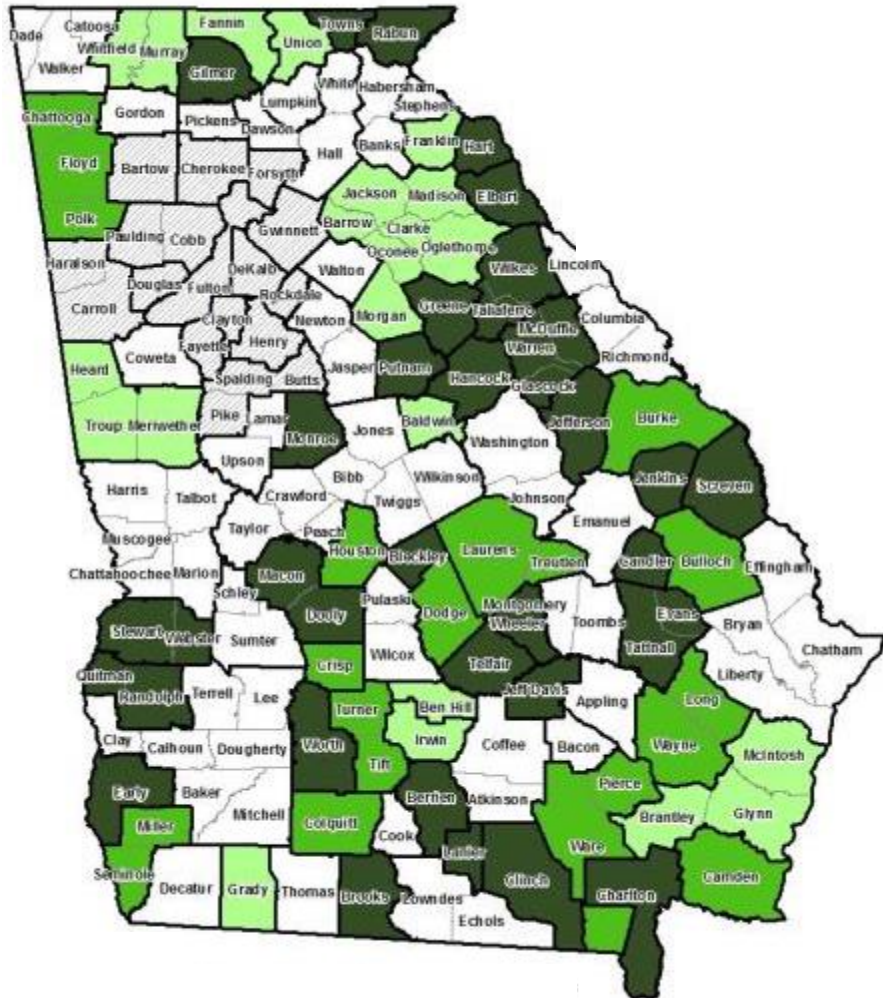 Dade
Catoosa
Fannin
Towns
Rabun
Union
Whitfield
Murray
Walker
Gilmer
White
Habersham
Lumpkin
Stephens
Chattooga
Gordon
Pickens
Dawson
Franklin
Hart
Hall
Banks
Floyd
Bartow
Cherokee
Forsyth
Jackson
Madison
Elbert
Polk
Barrow
Clarke
Gwinnett
Paulding
Cobb
Oconee
Oglethorpe
Haralson
DeKalb
Walton
Wilkes
Lincoln
Douglas
Fulton
Rockdale
Carroll
Greene
Taliaferro
Clayton
Newton
Morgan
Columbia
McDuffie
Fayette
Henry
Warren
Coweta
Richmond
Heard
Jasper
Putnam
Spalding
Butts
Hancock
Glascock
Pike
Lamar
Troup
Meriwether
Baldwin
Jefferson
Burke
Monroe
Jones
Washington
Upson
Bibb
Wilkinson
Jenkins
Screven
Harris
Talbot
Crawford
Twiggs
Johnson
Taylor
Peach
Emanuel
Muscogee
Houston
Bleckley
Laurens
Treutlen
Candler
Bulloch
Effingham
Chattahoochee
Marion
Macon
Schley
Pulaski
Dodge
Montgomery
Evans
Dooly
Wheeler
Toombs
Bryan
Stewart
Webster
Sumter
Wilcox
Tattnall
Chatham
Crisp
Telfair
Liberty
Quitman
Randolph
Terrell
Lee
Jeff Davis
Appling
Long
Turner
Ben Hill
Clay
Calhoun
Dougherty
Worth
Irwin
Coffee
Bacon
Wayne
McIntosh
Tift
Early
Baker
Pierce
Berrien
Atkinson
Mitchell
Miller
Colquitt
Brantley
Glynn
Cook
Ware
Lanier
Seminole
Clinch
Camden
Decatur
Grady
Thomas
Brooks
Lowndes
Charlton
Echols